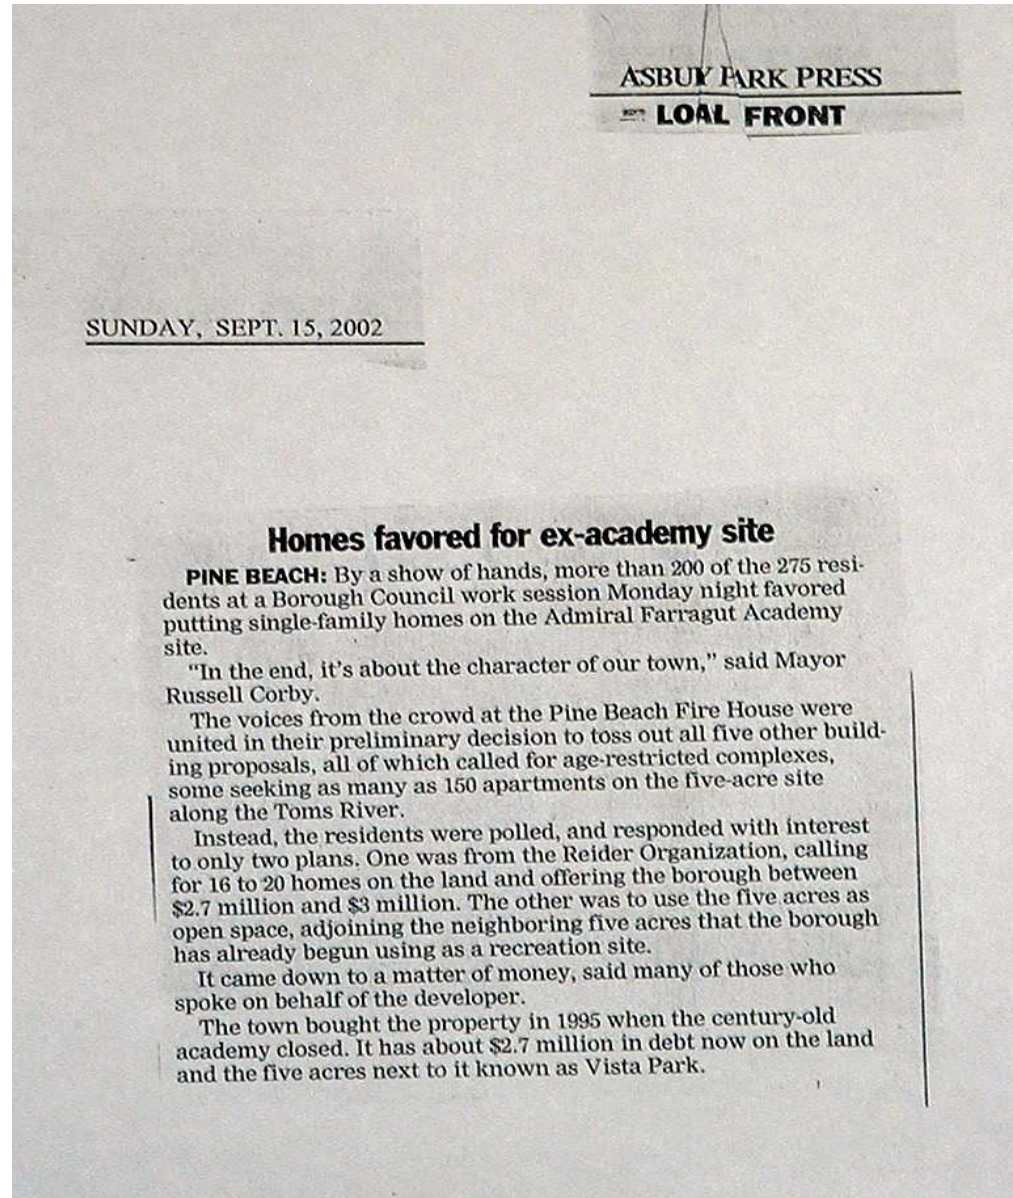 ASBUY PARK PRESS
LOAL FRONT
SUNDAY, SEPT. 15, 2002
Homes favored for ex-academy site
PINE BEACH: By a show of hands, more than 200 of the 275 resi-
dents at a Borough Council work session Monday night favored
putting single-family homes on the Admiral Farragut Academy
site.
“In the end, it’s about the character of our town,” said Mayor
Russell Corby.
The voices from the crowd at the Pine Beach Fire House were
united in their preliminary decision to toss out all five other build-
ing proposals, all of which called for age-restricted complexes,
some seeking as many as 150 apartments on the five-acre site
along the Toms River.
Instead, the residents were polled, and responded with interest
to only two plans. One was from the Reider Organization, calling
for 16 to 20 homes on the land and offering the borough between
$2.7 million and $3 million. The other was to use the five acres as
open space, adjoining the neighboring five acres that the borough
has already begun using as a recreation site.
It came down to a matter of money, said many of those who
spoke on behalf of the developer.
The town bought the property in 1995 when the century-old
academy closed. It has about $2.7 million in debt now on the land
and the five acres next to it known as Vista Park.